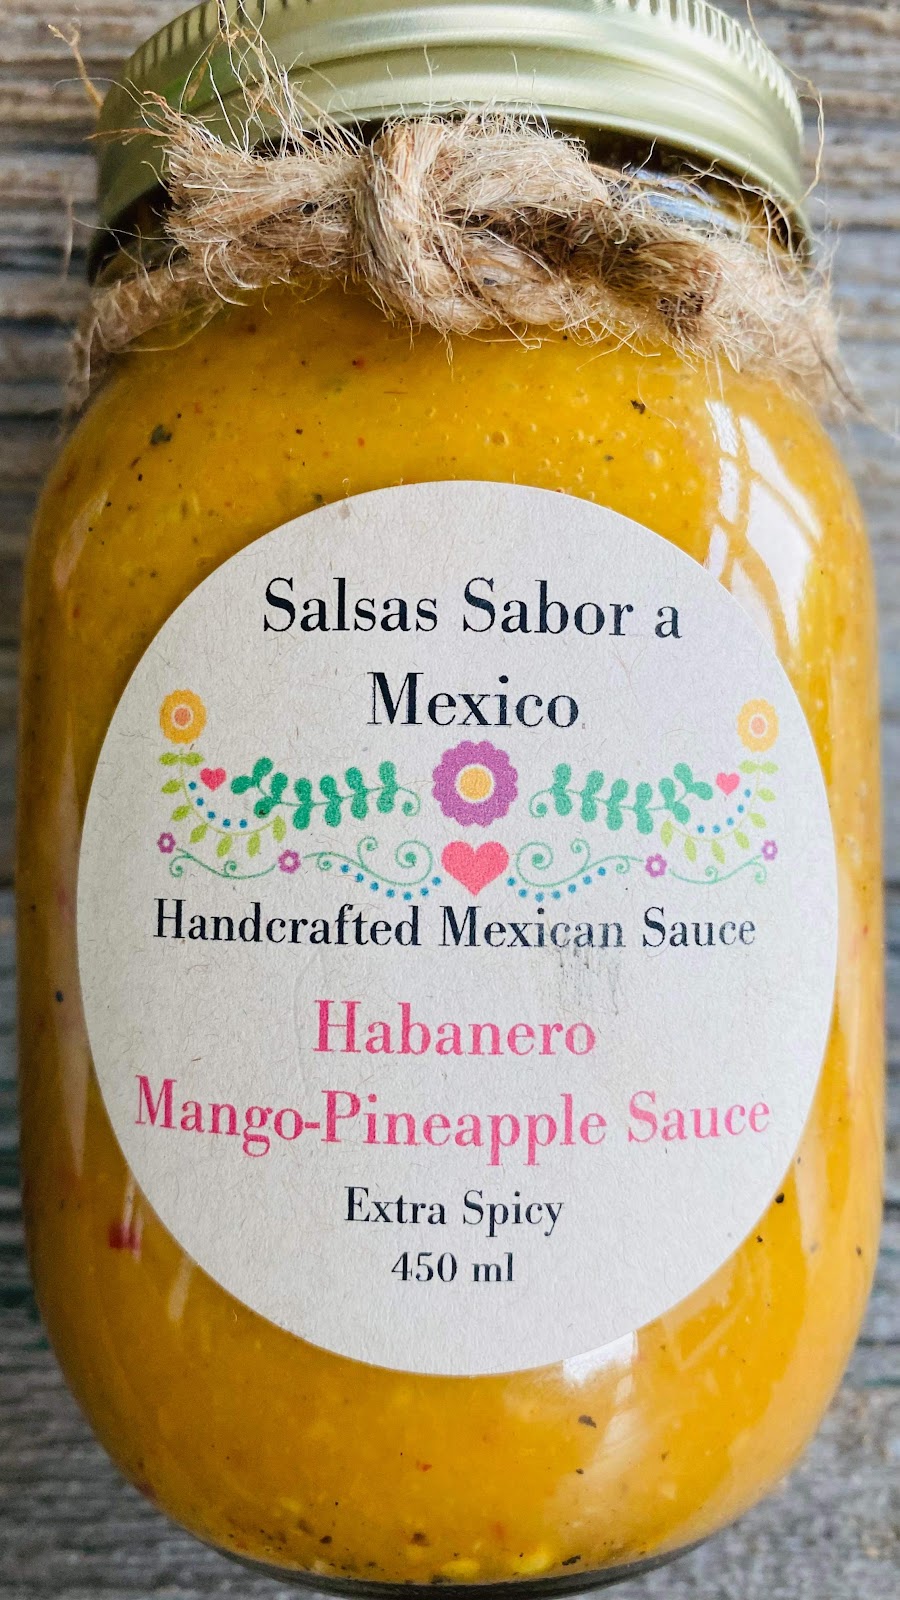 Salsas Sabor a
Mexico
Handcrafted Mexican Sauce
Habanero
Mango-Pineapple Sauce
Extra Spicy
450 ml